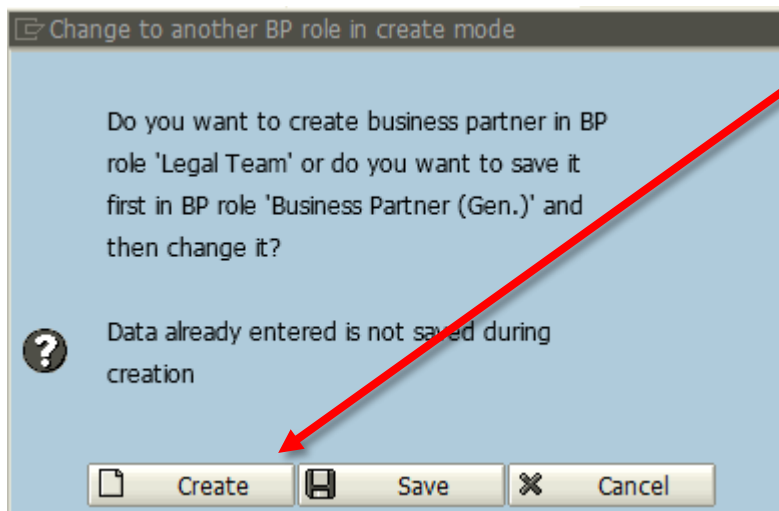 Change to another BP role in create mode
Do you want to create business partner in BP
role 'Legal Team' or do you want to save it
first in BP role 'Business Partner (Gen.)' and
then change it?
Data already entered is not saved during
creation
Create Save Cancel